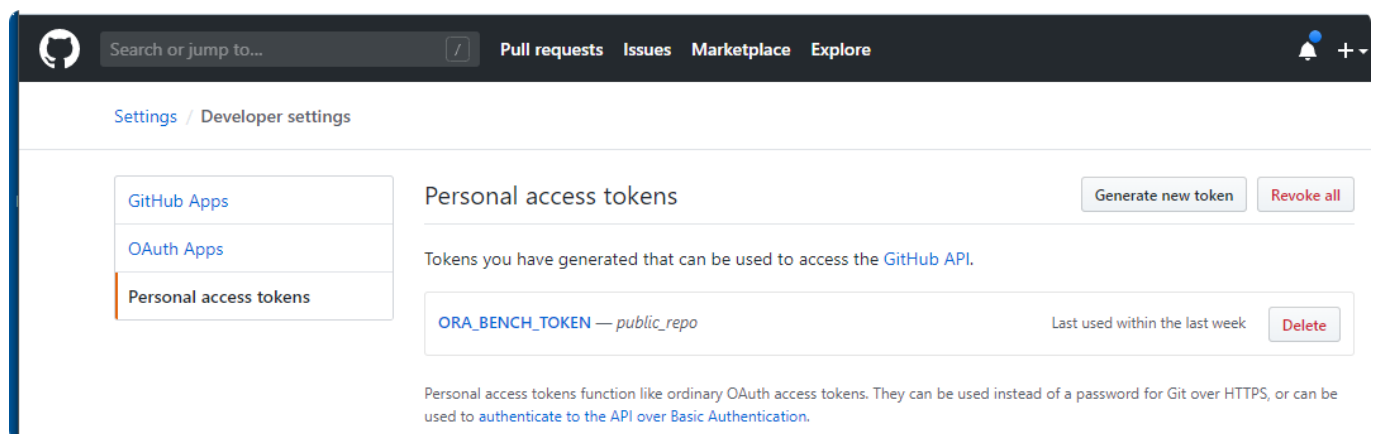 Search or jump to... / Pull requests Issues Marketplace Explore
Settings / Developer settings
GitHub Apps
OAuth Apps
Personal access tokens
Personal access tokens Generate new token Revoke all
Tokens you have generated that can be used to access the GitHub API.
ORA_BENCH_TOKEN — public_repo Last used within the last week Delete
Personal access tokens function like ordinary OAuth access tokens. They can be used instead of a password for Git over HTTPS, or can be
used to authenticate to the API over Basic Authentication.